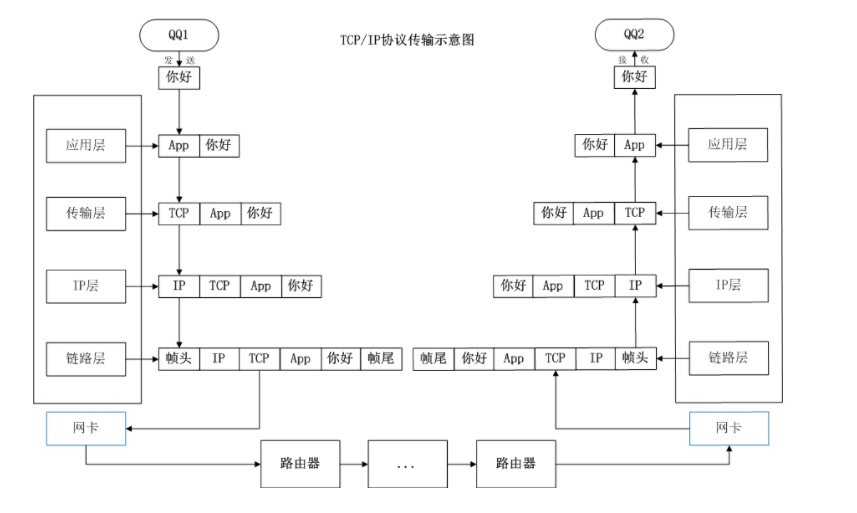 QQ1
TCP/IP协议传输示意图
QQ2
发 送
接 收
你好
你好
应用层
App 你好
你好 App
应用层
传输层
TCP App 你好
你好 App TCP
传输层
IP层
IP TCP App 你好
你好 App TCP IP
IP层
链路层
帧头 IP TCP App 你好 帧尾
帧尾 你好 App TCP IP 帧头
链路层
网卡
网卡
路由器
...
路由器